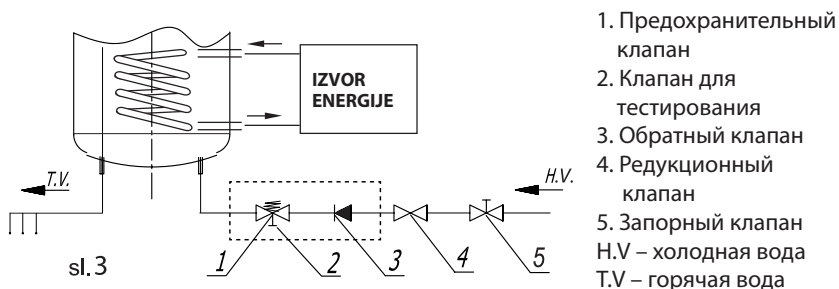 IZVOR
ENERGIJE
T.V.
H.V.
1
2
3
4
5
sl.3
1. Предохранительный
клапан
2. Клапан для
тестирования
3. Обратный клапан
4. Редукционный
клапан
5. Запорный клапан
H.V – холодная вода
T.V – горячая вода